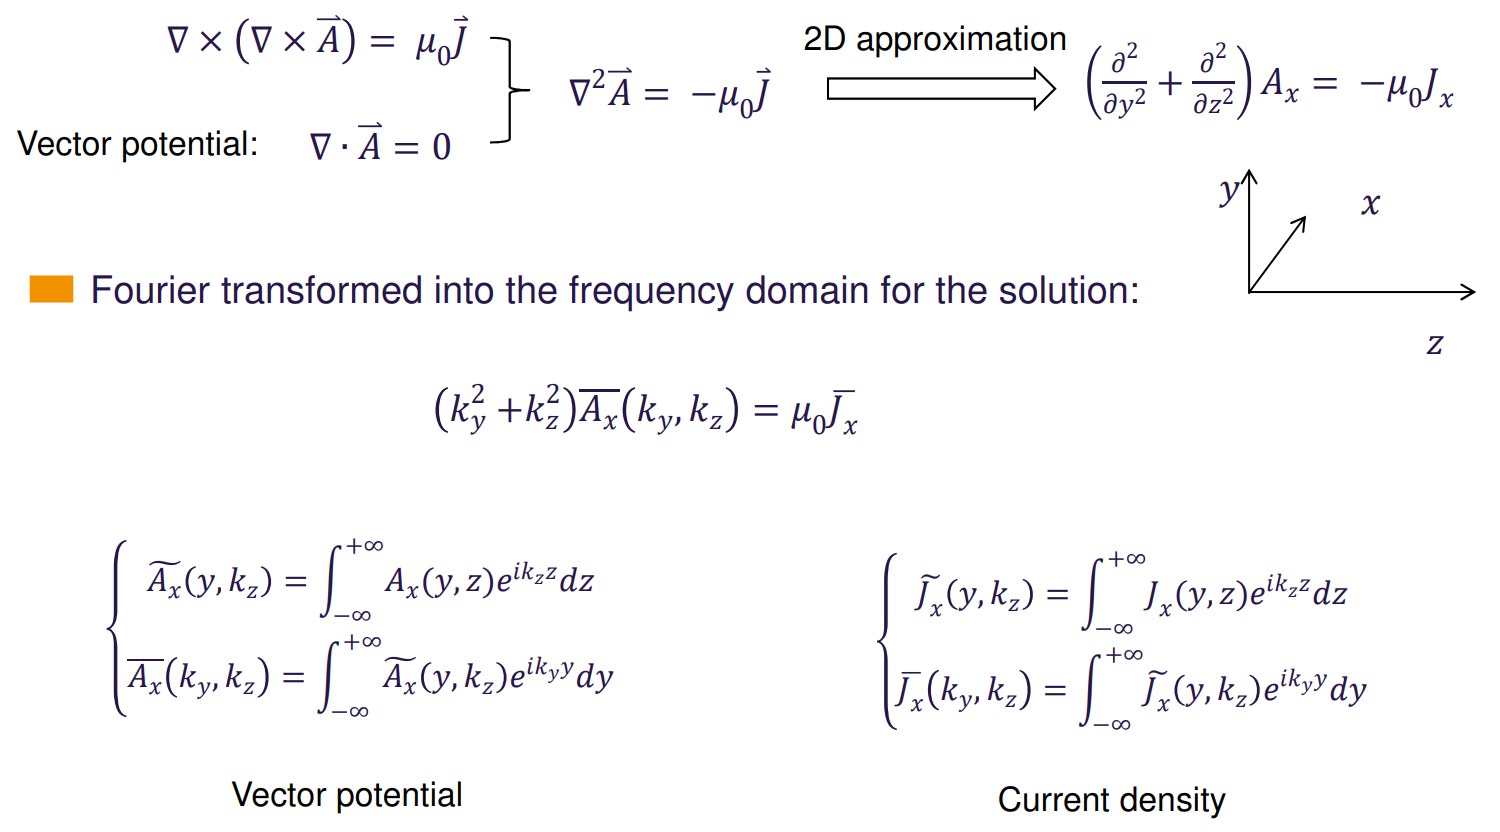 ∇ × (∇ × A⃗) = μ₀J⃗
Vector potential: ∇ · A⃗ = 0
∇²A⃗ = −μ₀J⃗
2D approximation
(∂²/∂y² + ∂²/∂z²) Aₓ = −μ₀Jₓ
y
x
z
Fourier transformed into the frequency domain for the solution:
(k_y² + k_z²)A̅ₓ(k_y, k_z) = μ₀J̅ₓ
Ãₓ(y, k_z) = ∫_{−∞}^{+∞} Aₓ(y, z)e^{ik_z z}dz
A̅ₓ(k_y, k_z) = ∫_{−∞}^{+∞} Ãₓ(y, k_z)e^{ik_y y}dy
Vector potential
J̃ₓ(y, k_z) = ∫_{−∞}^{+∞} Jₓ(y, z)e^{ik_z z}dz
J̅ₓ(k_y, k_z) = ∫_{−∞}^{+∞} J̃ₓ(y, k_z)e^{ik_y y}dy
Current density